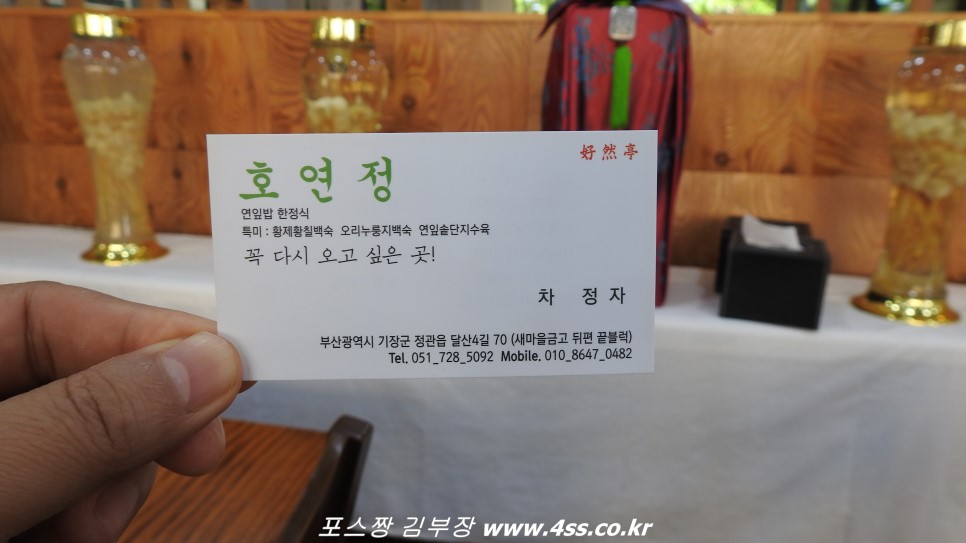 好然亭
호연정
연잎밥 한정식
특미 : 황제황칠백숙 오리누룽지백숙 연잎솥단지수육
꼭 다시 오고 싶은 곳!
차 정 자
부산광역시 기장군 정관읍 달산4길 70 (새마을금고 뒤편 끝블럭)
Tel. 051_728_5092 Mobile. 010_8647_0482
포스짱 김부장 www.4ss.co.kr